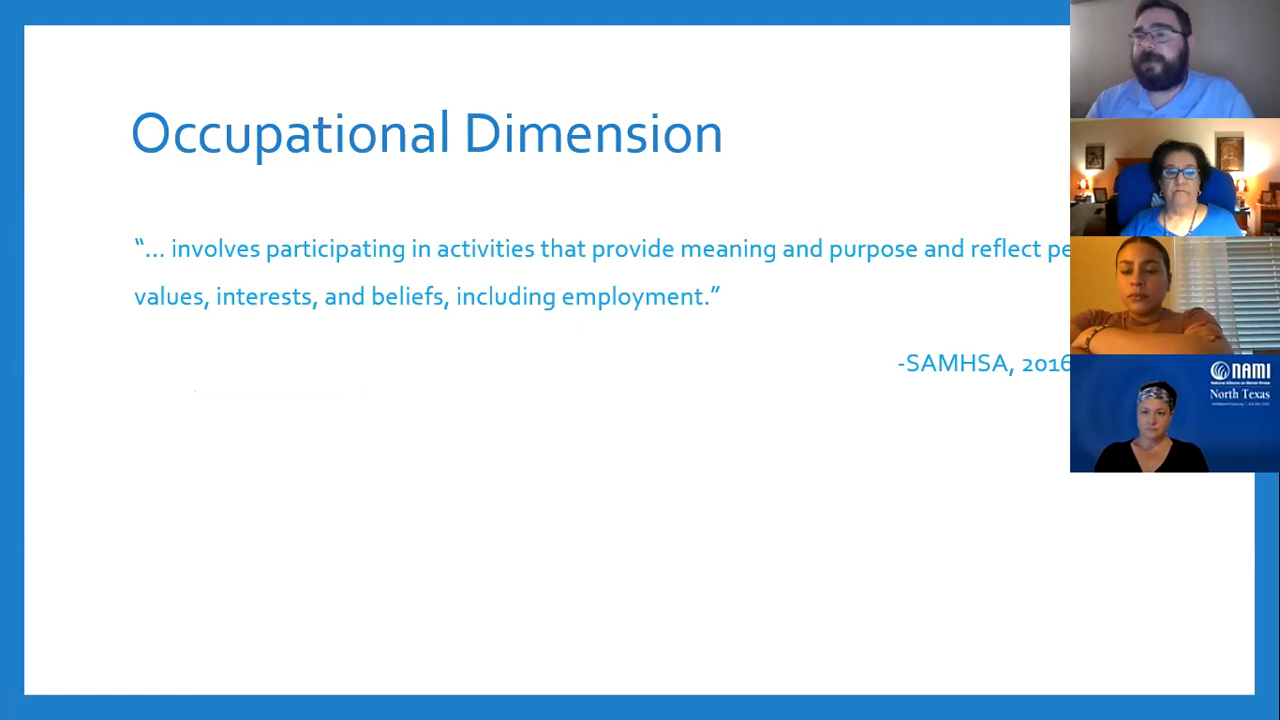 Occupational Dimension
“... involves participating in activities that provide meaning and purpose and reflect pe
values, interests, and beliefs, including employment.”
-SAMHSA, 2016
NAMI
North Texas